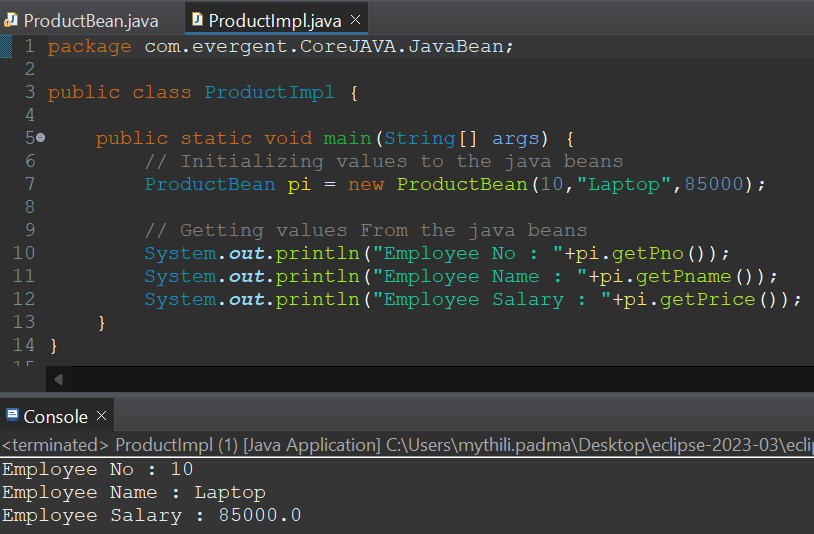 ProductBean.java ProductImpl.java ×
1 package com.evergent.CoreJAVA.JavaBean;
2
3 public class ProductImpl {
4
5 public static void main(String[] args) {
6 // Initializing values to the java beans
7 ProductBean pi = new ProductBean(10,"Laptop",85000);
8
9 // Getting values From the java beans
10 System.out.println("Employee No : "+pi.getPno());
11 System.out.println("Employee Name : "+pi.getPname());
12 System.out.println("Employee Salary : "+pi.getPrice());
13 }
14 }
15
Console ×
<terminated> ProductImpl (1) [Java Application] C:\Users\mythili.padma\Desktop\eclipse-2023-03\ecli
Employee No : 10
Employee Name : Laptop
Employee Salary : 85000.0